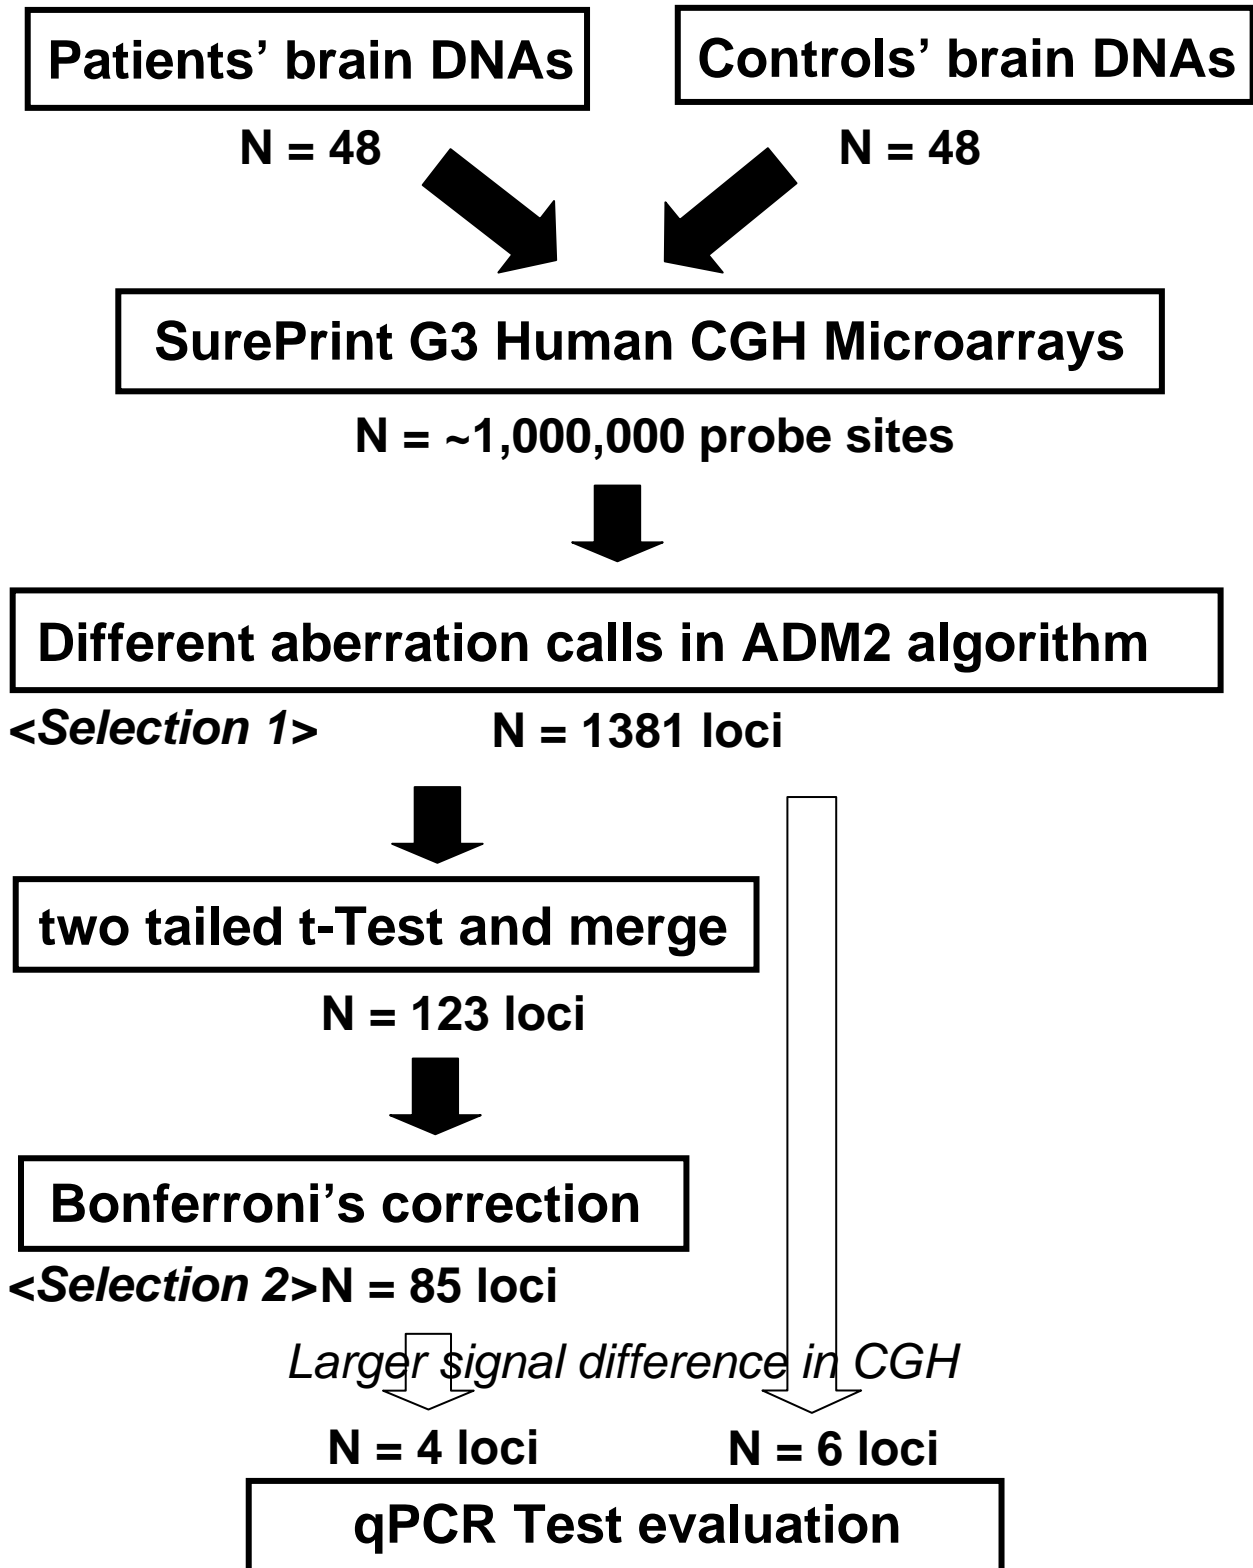 Patients’ brain DNAs
Controls’ brain DNAs
N = 48
N = 48
SurePrint G3 Human CGH Microarrays
N = ~1,000,000 probe sites
Different aberration calls in ADM2 algorithm
<Selection 1>
N = 1381 loci
two tailed t-Test and merge
N = 123 loci
Bonferroni’s correction
<Selection 2>N = 85 loci
Larger signal difference in CGH
N = 4 loci
N = 6 loci
qPCR Test evaluation